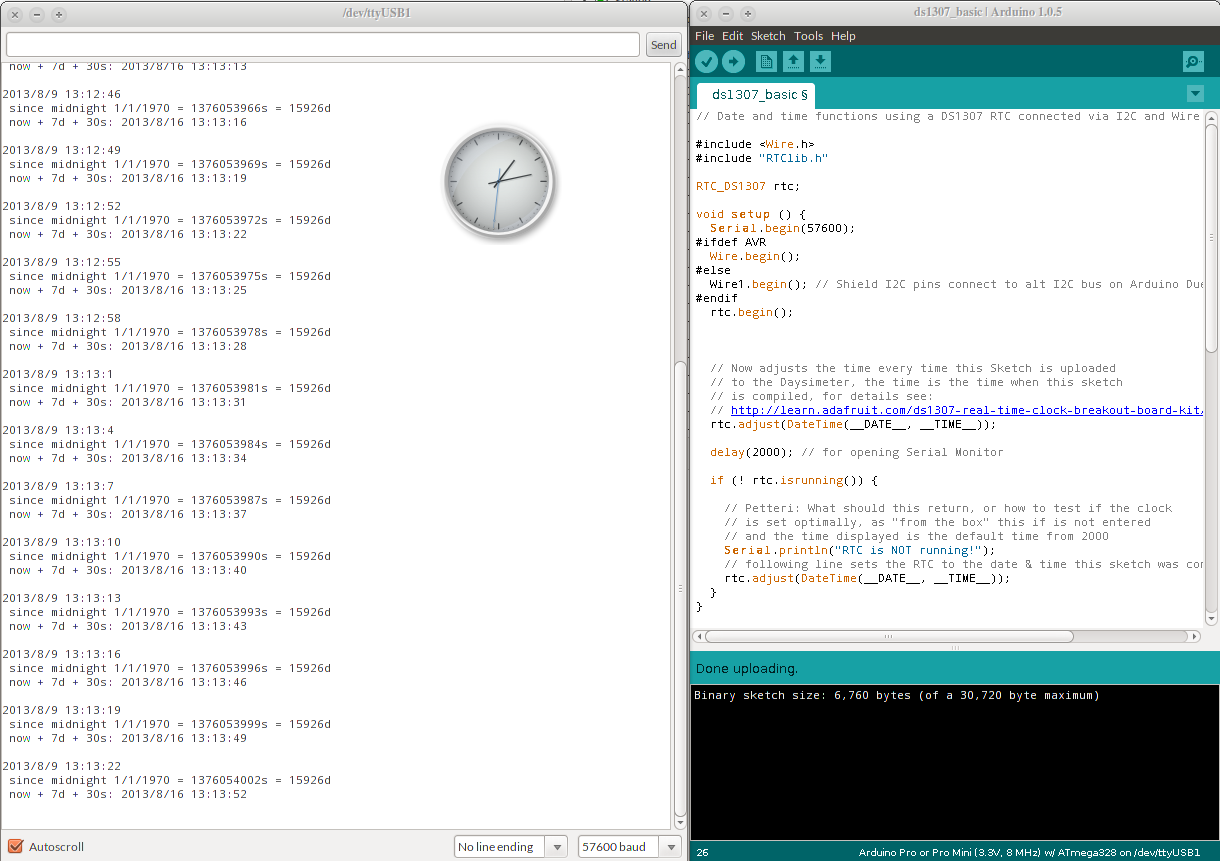 /dev/ttyUSB1
Send
now + 7d + 30s: 2013/8/16 13:13:13
2013/8/9 13:12:46
since midnight 1/1/1970 = 1376053966s = 15926d
now + 7d + 30s: 2013/8/16 13:13:16
2013/8/9 13:12:49
since midnight 1/1/1970 = 1376053969s = 15926d
now + 7d + 30s: 2013/8/16 13:13:19
2013/8/9 13:12:52
since midnight 1/1/1970 = 1376053972s = 15926d
now + 7d + 30s: 2013/8/16 13:13:22
2013/8/9 13:12:55
since midnight 1/1/1970 = 1376053975s = 15926d
now + 7d + 30s: 2013/8/16 13:13:25
2013/8/9 13:12:58
since midnight 1/1/1970 = 1376053978s = 15926d
now + 7d + 30s: 2013/8/16 13:13:28
2013/8/9 13:13:1
since midnight 1/1/1970 = 1376053981s = 15926d
now + 7d + 30s: 2013/8/16 13:13:31
2013/8/9 13:13:4
since midnight 1/1/1970 = 1376053984s = 15926d
now + 7d + 30s: 2013/8/16 13:13:34
2013/8/9 13:13:7
since midnight 1/1/1970 = 1376053987s = 15926d
now + 7d + 30s: 2013/8/16 13:13:37
2013/8/9 13:13:10
since midnight 1/1/1970 = 1376053990s = 15926d
now + 7d + 30s: 2013/8/16 13:13:40
2013/8/9 13:13:13
since midnight 1/1/1970 = 1376053993s = 15926d
now + 7d + 30s: 2013/8/16 13:13:43
2013/8/9 13:13:16
since midnight 1/1/1970 = 1376053996s = 15926d
now + 7d + 30s: 2013/8/16 13:13:46
2013/8/9 13:13:19
since midnight 1/1/1970 = 1376053999s = 15926d
now + 7d + 30s: 2013/8/16 13:13:49
2013/8/9 13:13:22
since midnight 1/1/1970 = 1376054002s = 15926d
now + 7d + 30s: 2013/8/16 13:13:52
Autoscroll
No line ending
57600 baud
ds1307_basic | Arduino 1.0.5
File Edit Sketch Tools Help
ds1307_basic §
// Date and time functions using a DS1307 RTC connected via I2C and Wire
#include <Wire.h>
#include "RTClib.h"
RTC_DS1307 rtc;
void setup () {
Serial.begin(57600);
#ifdef AVR
Wire.begin();
#else
Wire1.begin(); // Shield I2C pins connect to alt I2C bus on Arduino Due
#endif
rtc.begin();
// Now adjusts the time every time this Sketch is uploaded
// to the Daysimeter, the time is the time when this sketch
// is compiled, for details see:
// http://learn.adafruit.com/ds1307-real-time-clock-breakout-board-kit/
rtc.adjust(DateTime(__DATE__, __TIME__));
delay(2000); // for opening Serial Monitor
if (! rtc.isrunning()) {
// Petteri: What should this return, or how to test if the clock
// is set optimally, as "from the box" this if is not entered
// and the time displayed is the default time from 2000
Serial.println("RTC is NOT running!");
// following line sets the RTC to the date & time this sketch was con
rtc.adjust(DateTime(__DATE__, __TIME__));
}
}
Done uploading.
Binary sketch size: 6,760 bytes (of a 30,720 byte maximum)
26
Arduino Pro or Pro Mini (3.3V, 8 MHz) w/ ATmega328 on /dev/ttyUSB1